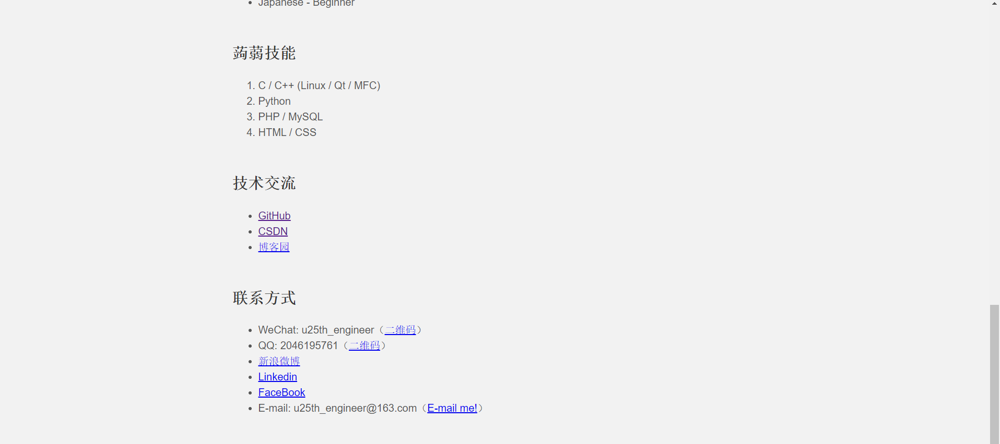 Japanese - Beginner
蒟蒻技能
1. C / C++ (Linux / Qt / MFC)
2. Python
3. PHP / MySQL
4. HTML / CSS
技术交流
GitHub
CSDN
博客园
联系方式
WeChat: u25th_engineer（二维码）
QQ: 2046195761（二维码）
新浪微博
Linkedin
FaceBook
E-mail: u25th_engineer@163.com（E-mail me!）